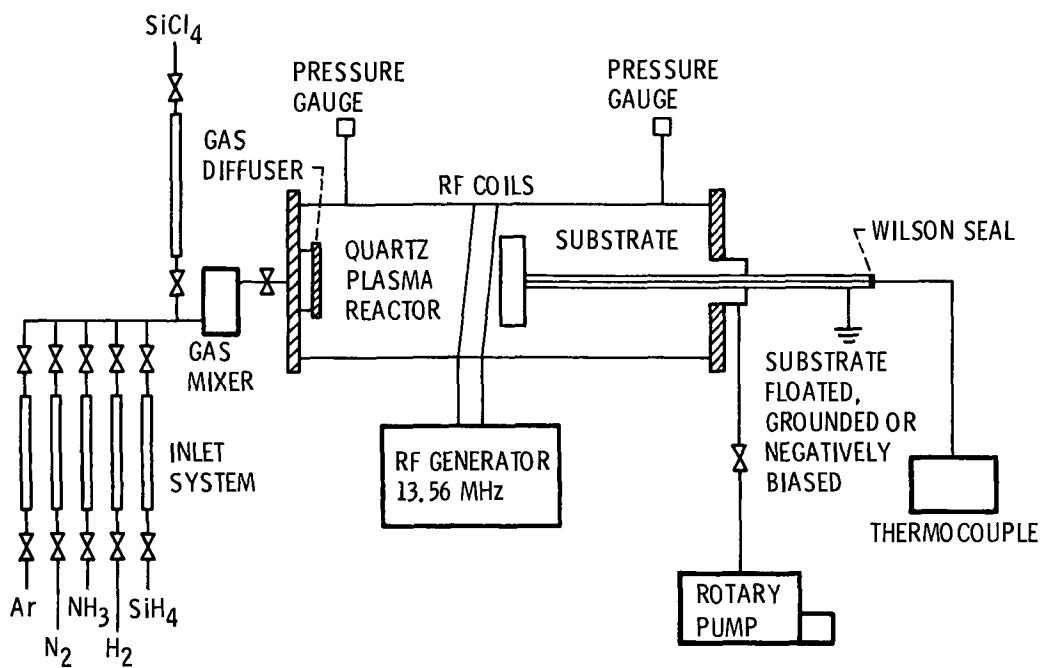 SiCl4
PRESSURE
GAUGE
PRESSURE
GAUGE
GAS
DIFFUSER
RF COILS
QUARTZ
PLASMA
REACTOR
SUBSTRATE
WILSON SEAL
GAS
MIXER
INLET
SYSTEM
RF GENERATOR
13.56 MHz
SUBSTRATE
FLOATED,
GROUNDED OR
NEGATIVELY
BIASED
THERMOCOUPLE
Ar
N2
NH3
H2
SiH4
ROTARY
PUMP